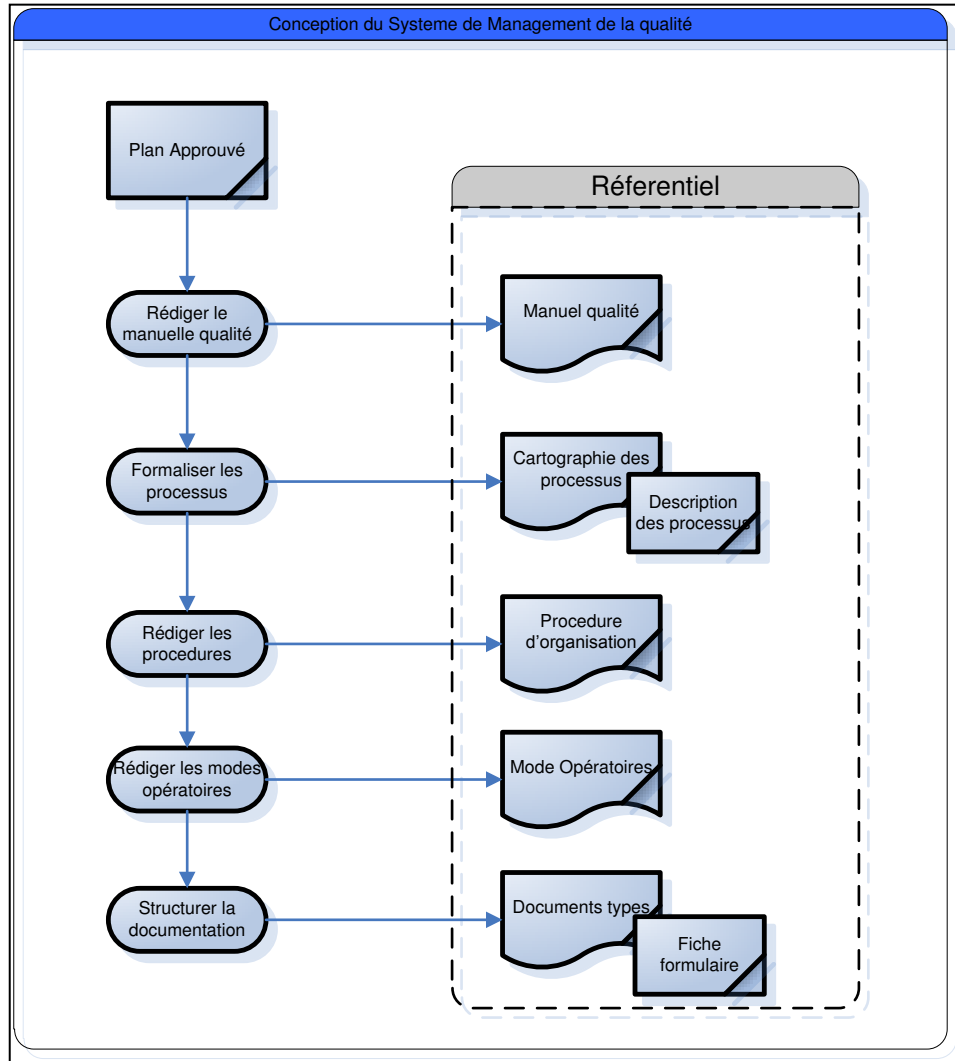 Conception du Systeme de Management de la qualité
Plan Approuvé
Réferentiel
Rédiger le
manuelle qualité
Manuel qualité
Formaliser les
processus
Cartographie des
processus
Description
des processus
Rédiger les
procedures
Procedure
d'organisation
Rédiger les modes
opératoires
Mode Opératoires
Structurer la
documentation
Documents types
Fiche
formulaire